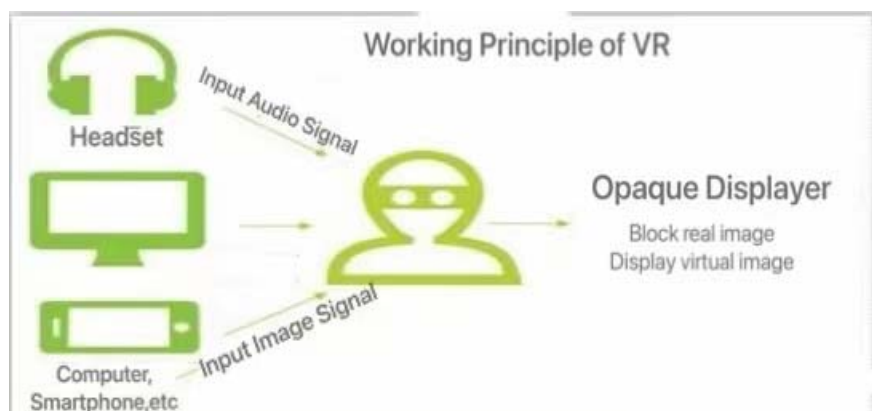 Working Principle of VR
Input Audio Signal
Headset
Opaque Displayer
Block real image
Display virtual image
Input Image Signal
Computer,
Smartphone,etc